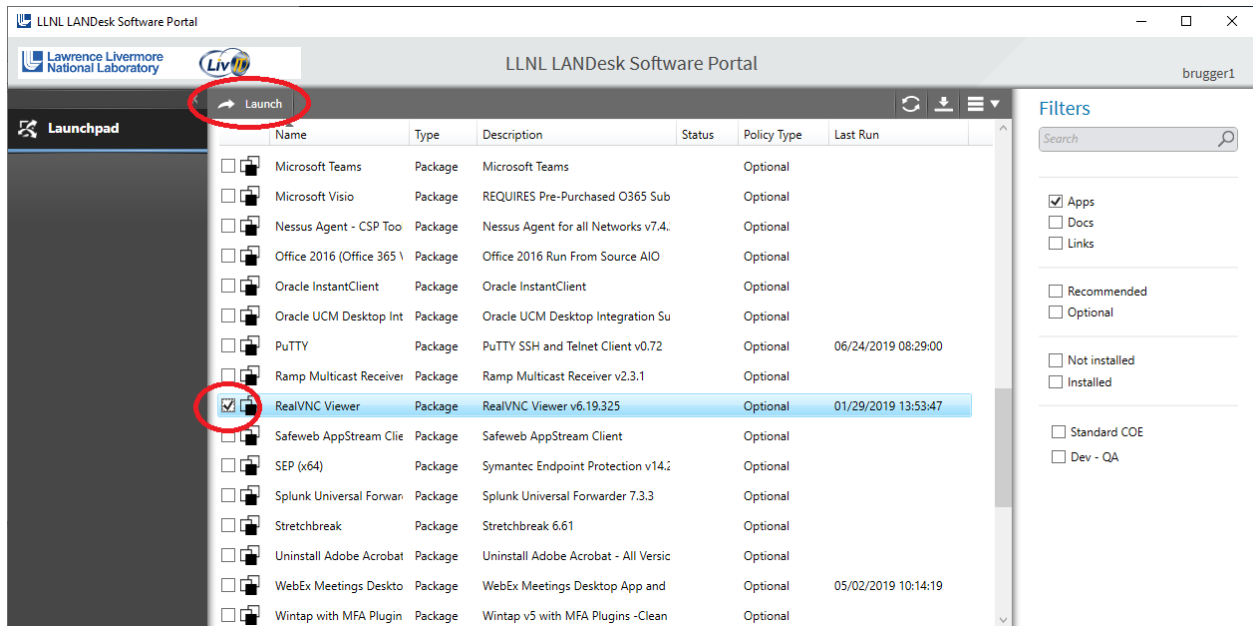 LLNL LANDesk Software Portal
Lawrence Livermore
National Laboratory
Liv
LLNL LANDesk Software Portal
brugger1
Launchpad
Launch
Name Type Description Status Policy Type Last Run
Microsoft Teams Package Microsoft Teams Optional
Microsoft Visio Package REQUIRES Pre-Purchased O365 Sub Optional
Nessus Agent - CSP Too Package Nessus Agent for all Networks v7.4. Optional
Office 2016 (Office 365 Package Office 2016 Run From Source AIO Optional
Oracle InstantClient Package Oracle InstantClient Optional
Oracle UCM Desktop Int Package Oracle UCM Desktop Integration Su Optional
PuTTY Package PuTTY SSH and Telnet Client v0.72 Optional 06/24/2019 08:29:00
Ramp Multicast Receiver Package Ramp Multicast Receiver v2.3.1 Optional
RealVNC Viewer Package RealVNC Viewer v6.19.325 Optional 01/29/2019 13:53:47
Safeweb AppStream Clie Package Safeweb AppStream Client Optional
SEP (x64) Package Symantec Endpoint Protection v14.2 Optional
Splunk Universal Forwar Package Splunk Universal Forwarder 7.3.3 Optional
Stretchbreak Package Stretchbreak 6.61 Optional
Uninstall Adobe Acrobat Package Uninstall Adobe Acrobat - All Versic Optional
WebEx Meetings Deskto Package WebEx Meetings Desktop App and Optional 05/02/2019 10:14:19
Wintap with MFA Plugin Package Wintap v5 with MFA Plugins -Clean Optional
Filters
Search
Apps
Docs
Links
Recommended
Optional
Not installed
Installed
Standard COE
Dev - QA